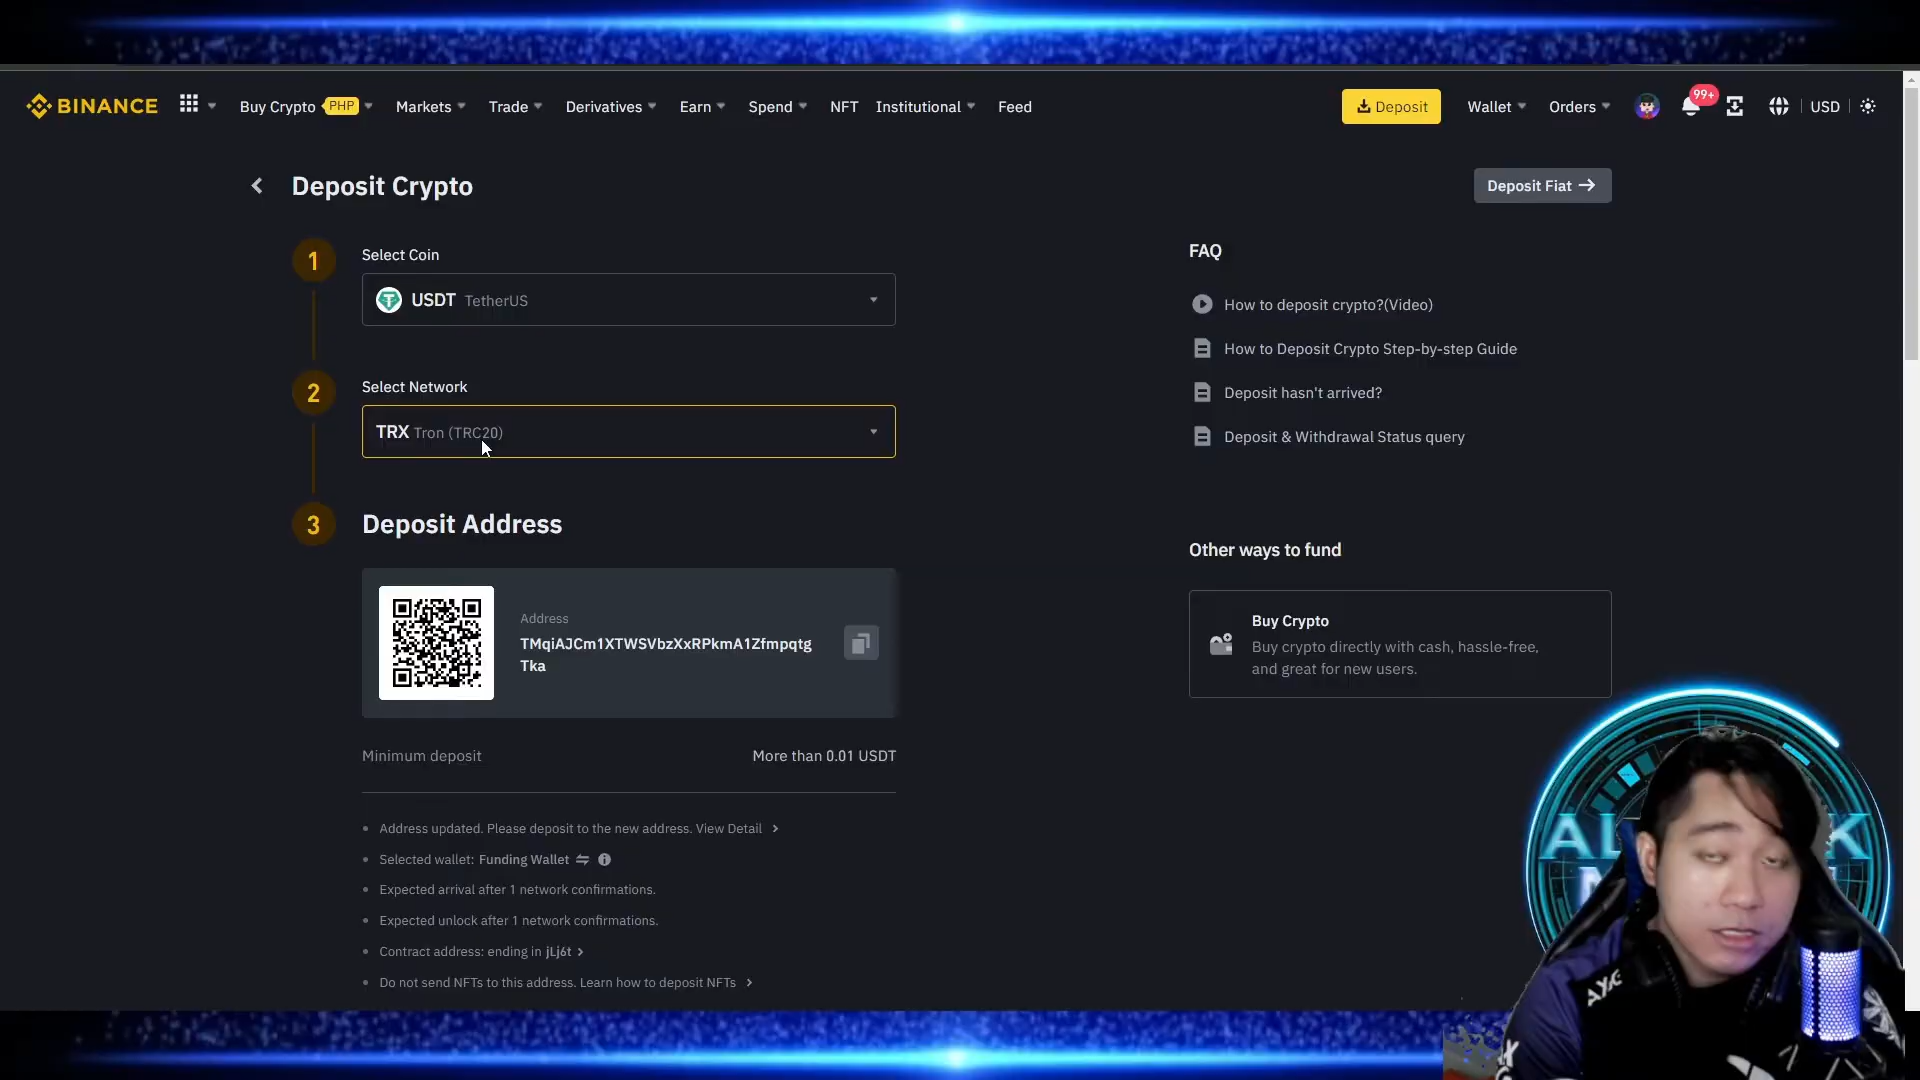 BINANCE
Buy Crypto PHP Markets Trade Derivatives Earn Spend NFT Institutional Feed
Deposit Wallet Orders 99+ USD
Deposit Crypto
Deposit Fiat
1
Select Coin
USDT TetherUS
2
Select Network
TRX Tron (TRC20)
3
Deposit Address
Address
TMqiAJCm1XTWSVbzXxRPkmA1Zfmpqtg
Tka
Minimum deposit More than 0.01 USDT
Address updated. Please deposit to the new address. View Detail
Selected wallet: Funding Wallet
Expected arrival after 1 network confirmations.
Expected unlock after 1 network confirmations.
Contract address: ending in jLj6t
Do not send NFTs to this address. Learn how to deposit NFTs
FAQ
How to deposit crypto?(Video)
How to Deposit Crypto Step-by-step Guide
Deposit hasn't arrived?
Deposit & Withdrawal Status query
Other ways to fund
Buy Crypto
Buy crypto directly with cash, hassle-free,
and great for new users.